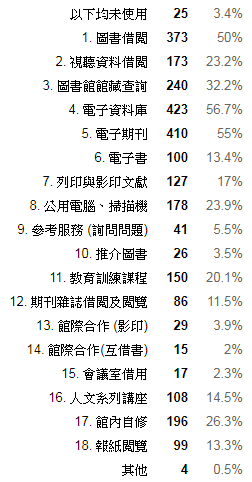 以下均未使用 25 3.4%
1. 圖書借閱 373 50%
2. 視聽資料借閱 173 23.2%
3. 圖書館館藏查詢 240 32.2%
4. 電子資料庫 423 56.7%
5. 電子期刊 410 55%
6. 電子書 100 13.4%
7. 列印與影印文獻 127 17%
8. 公用電腦、掃描機 178 23.9%
9. 參考服務 (詢問問題) 41 5.5%
10. 推介圖書 26 3.5%
11. 教育訓練課程 150 20.1%
12. 期刊雜誌借閱及閱覽 86 11.5%
13. 館際合作 (影印) 29 3.9%
14. 館際合作(互借書) 15 2%
15. 會議室借用 17 2.3%
16. 人文系列講座 108 14.5%
17. 館內自修 196 26.3%
18. 報紙閱覽 99 13.3%
其他 4 0.5%